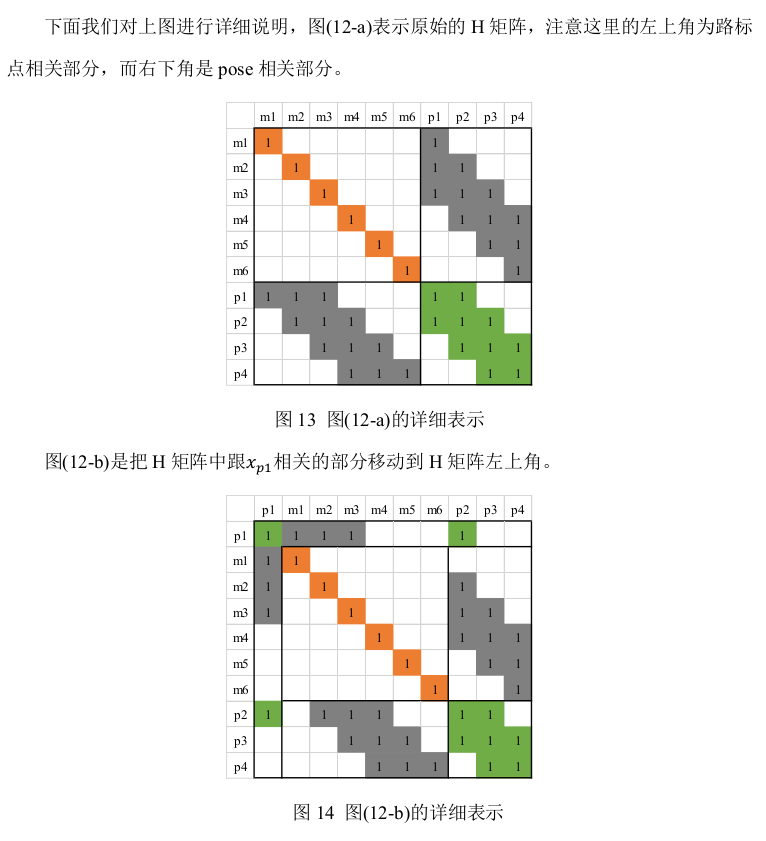 下面我们对上图进行详细说明，图(12-a)表示原始的 H 矩阵，注意这里的左上角为路标
点相关部分，而右下角是 pose 相关部分。
m1 m2 m3 m4 m5 m6 p1 p2 p3 p4
m1 1 1
m2 1 1 1
m3 1 1 1 1
m4 1 1 1 1
m5 1 1 1
m6 1 1
p1 1 1 1 1 1
p2 1 1 1 1 1 1
p3 1 1 1 1 1 1
p4 1 1 1 1 1
图 13 图(12-a)的详细表示
图(12-b)是把 H 矩阵中跟𝑥𝑝1相关的部分移动到 H 矩阵左上角。
p1 m1 m2 m3 m4 m5 m6 p2 p3 p4
p1 1 1 1 1 1
m1 1 1
m2 1 1 1
m3 1 1 1 1
m4 1 1 1 1
m5 1 1 1
m6 1 1
p2 1 1 1 1 1 1
p3 1 1 1 1 1 1
p4 1 1 1 1 1
图 14 图(12-b)的详细表示